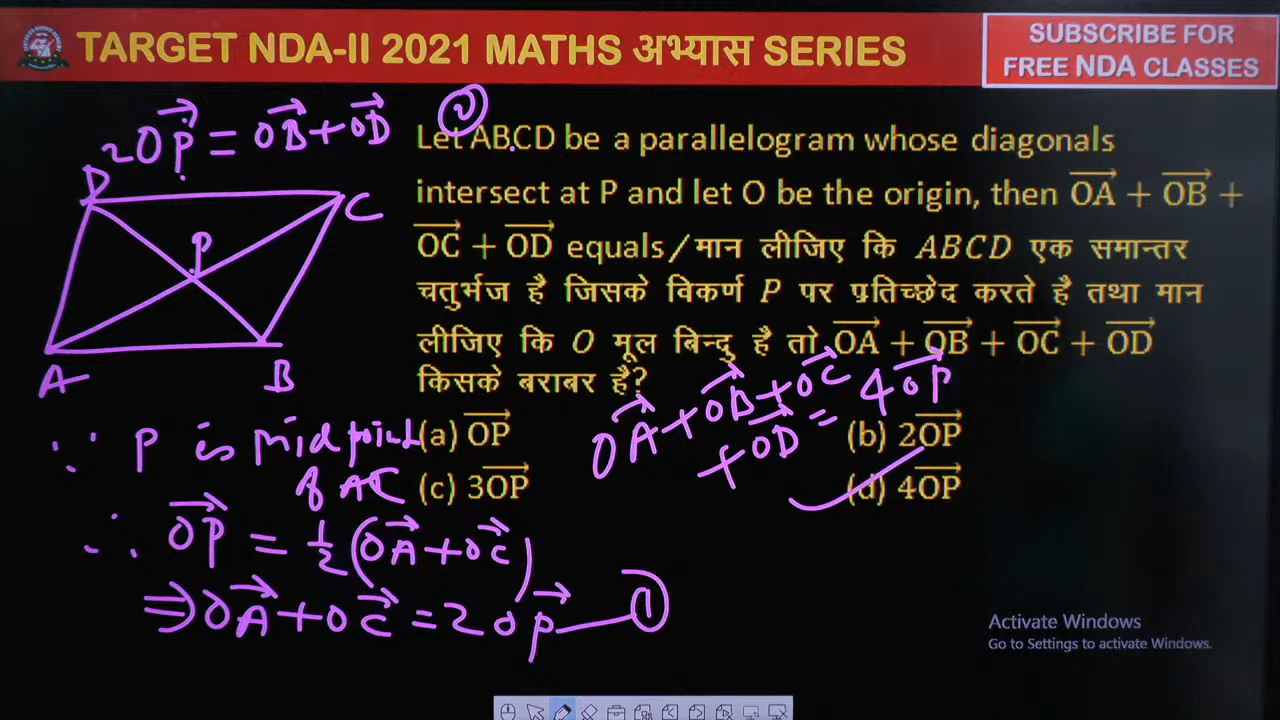 TARGET NDA-II 2021 MATHS अभ्यास SERIES
SUBSCRIBE FOR
FREE NDA CLASSES
2OP = OB + OD ②
Let ABCD be a parallelogram whose diagonals
intersect at P and let O be the origin, then OA + OB +
OC + OD equals/मान लीजिए कि ABCD एक समान्तर
चतुर्भज है जिसके विकर्ण P पर प्रतिच्छेद करते है तथा मान
लीजिए कि O मूल बिन्दु है तो OA + OB + OC + OD
किसके बराबर है?
(a) OP
(b) 2OP
(c) 3OP
(d) 4OP
D
C
P
A
B
∵ P is mid point
of AC
∴ OP = 1/2 (OA + OC)
⇒ OA + OC = 2OP — ①
OA + OB + OC
+ OD = 4OP
Activate Windows
Go to Settings to activate Windows.